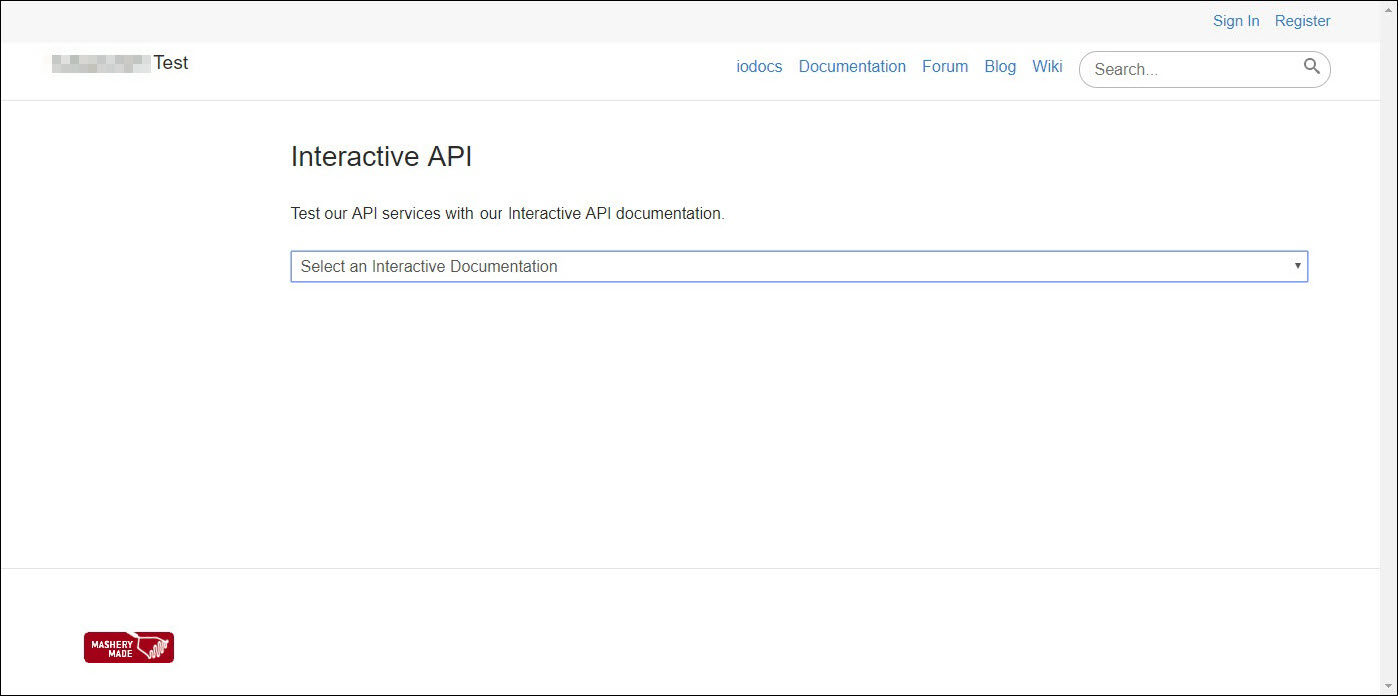 Sign In Register
Test
iodocs Documentation Forum Blog Wiki Search...
Interactive API
Test our API services with our Interactive API documentation.
Select an Interactive Documentation
MASHERY
MADE